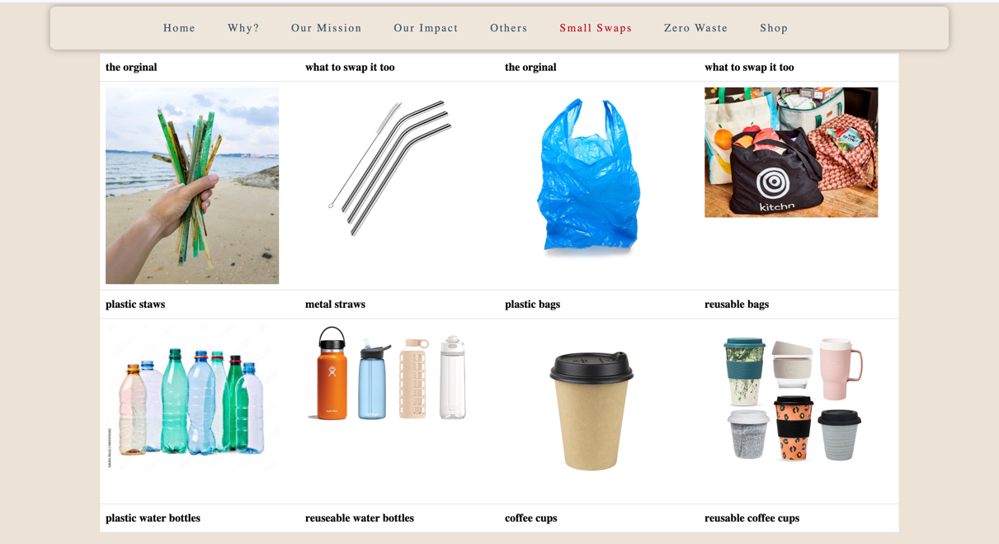 Home Why? Our Mission Our Impact Others Small Swaps Zero Waste Shop
the orginal what to swap it too the orginal what to swap it too
kitchn
plastic staws metal straws plastic bags reusable bags
plastic water bottles reuseable water bottles coffee cups reusable coffee cups